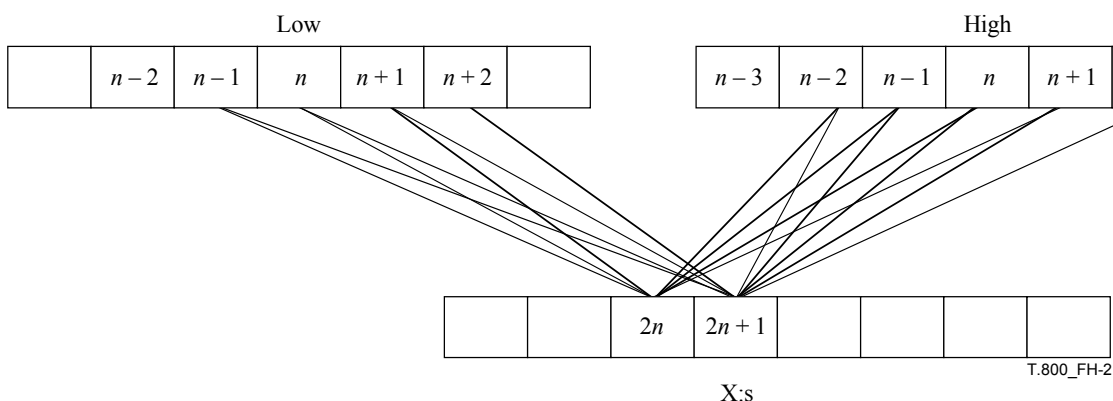 Low High
n – 2 n – 1 n n + 1 n + 2 n – 3 n – 2 n – 1 n n + 1
2n 2n + 1
T.800_FH-2
X:s